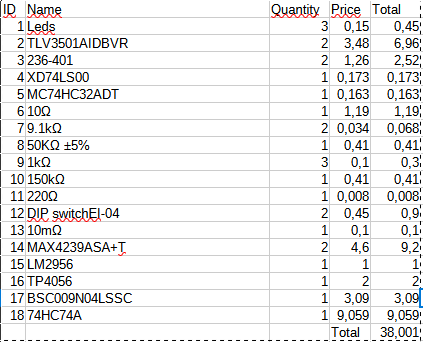 ID Name Quantity Price Total
1 Leds 3 0,15 0,45
2 TLV3501AIDBVR 2 3,48 6,96
3 236-401 2 1,26 2,52
4 XD74LS00 1 0,173 0,173
5 MC74HC32ADT 1 0,163 0,163
6 10Ω 1 1,19 1,19
7 9.1kΩ 2 0,034 0,068
8 50KΩ ±5% 1 0,41 0,41
9 1kΩ 3 0,1 0,3
10 150kΩ 1 0,41 0,41
11 220Ω 1 0,008 0,008
12 DIP switchEI-04 2 0,45 0,9
13 10mΩ 1 0,1 0,1
14 MAX4239ASA+T 2 4,6 9,2
15 LM2956 1 1 1
16 TP4056 1 2 2
17 BSC009N04LSSC 1 3,09 3,09
18 74HC74A 1 9,059 9,059
Total 38,001